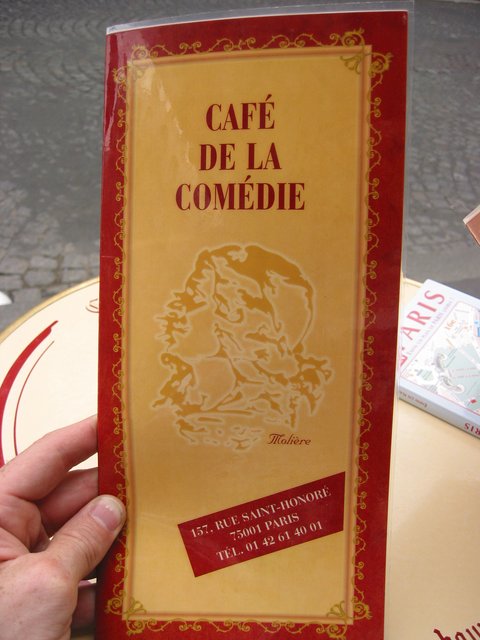 CAFÉ
DE LA
COMÉDIE
Molière
157, RUE SAINT-HONORÉ
75001 PARIS
TÉL. 01 42 61 40 01
PARIS